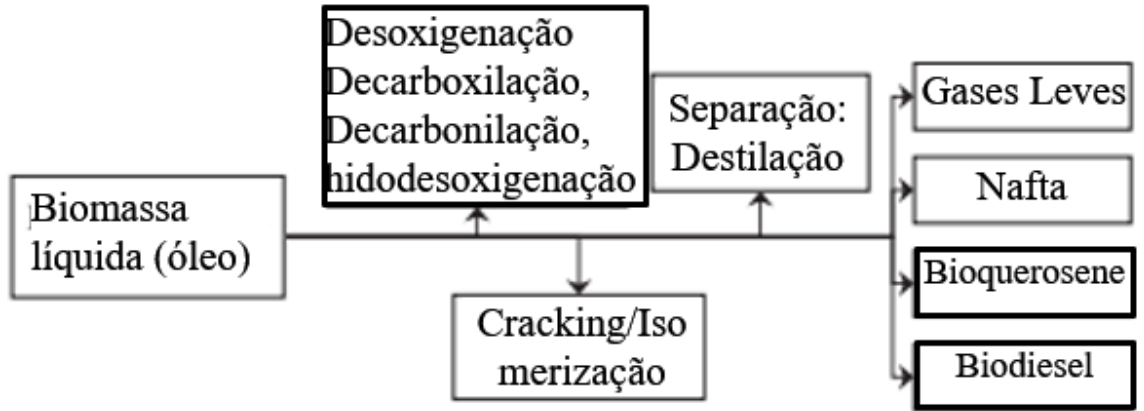 Biomassa
líquida (óleo)
Desoxigenação
Decarboxilação,
Decarbonilação,
hidodesoxigenação
Cracking/Iso
merização
Separação:
Destilação
Gases Leves
Nafta
Bioquerosene
Biodiesel